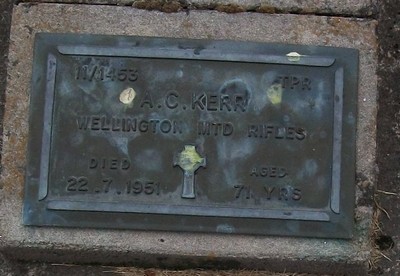 11/1453 TPR
A.C. KERR
WELLINGTON MTD RIFLES
DIED AGED
22.7.1951 71 YRS